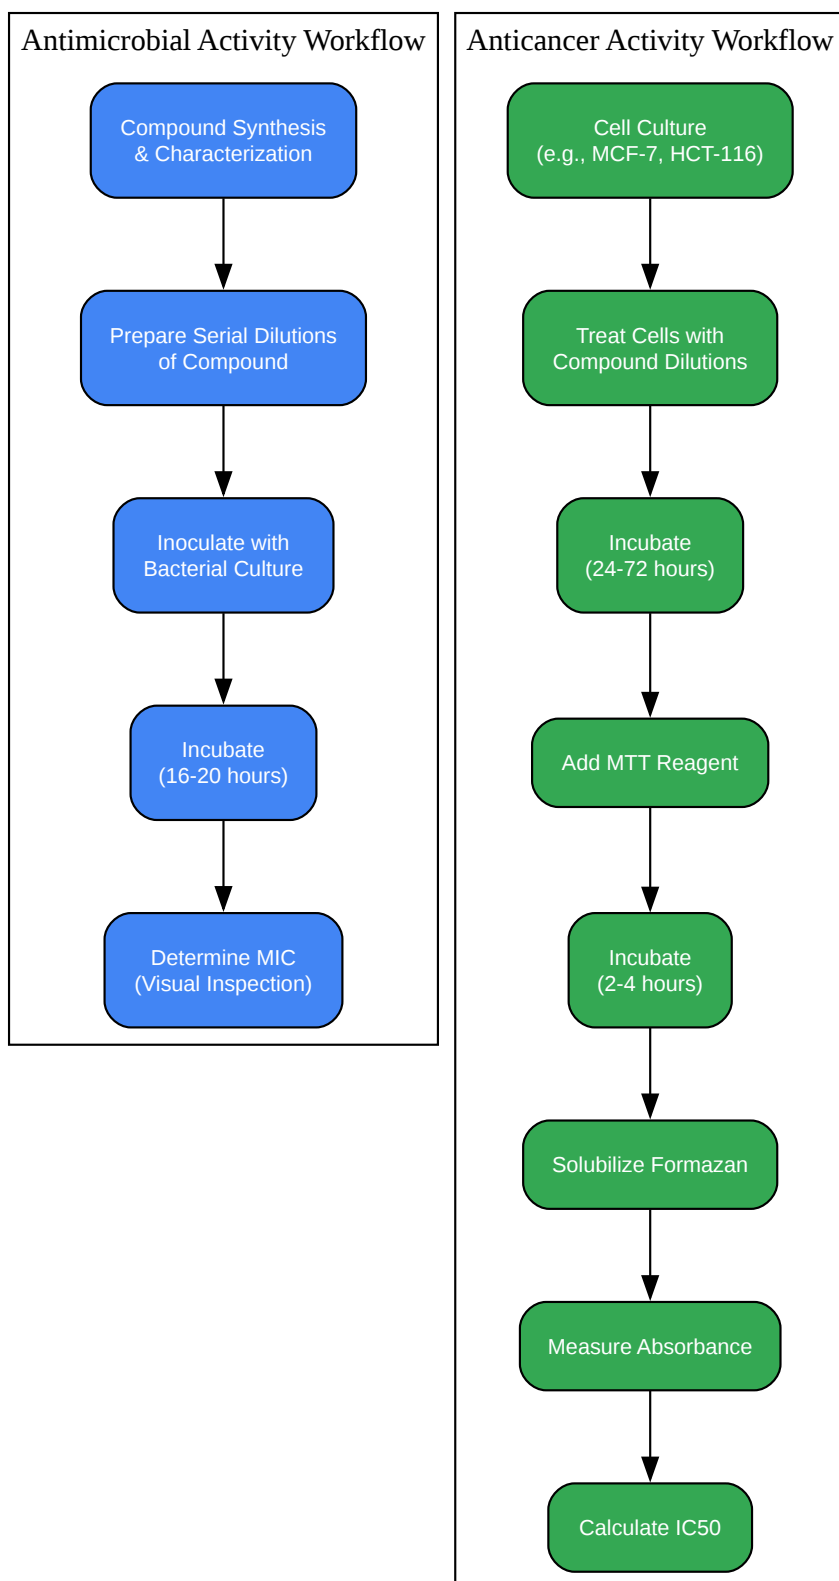 Antimicrobial Activity Workflow
Compound Synthesis
& Characterization
Prepare Serial Dilutions
of Compound
Inoculate with
Bacterial Culture
Incubate
(16-20 hours)
Determine MIC
(Visual Inspection)
Anticancer Activity Workflow
Cell Culture
(e.g., MCF-7, HCT-116)
Treat Cells with
Compound Dilutions
Incubate
(24-72 hours)
Add MTT Reagent
Incubate
(2-4 hours)
Solubilize Formazan
Measure Absorbance
Calculate IC50